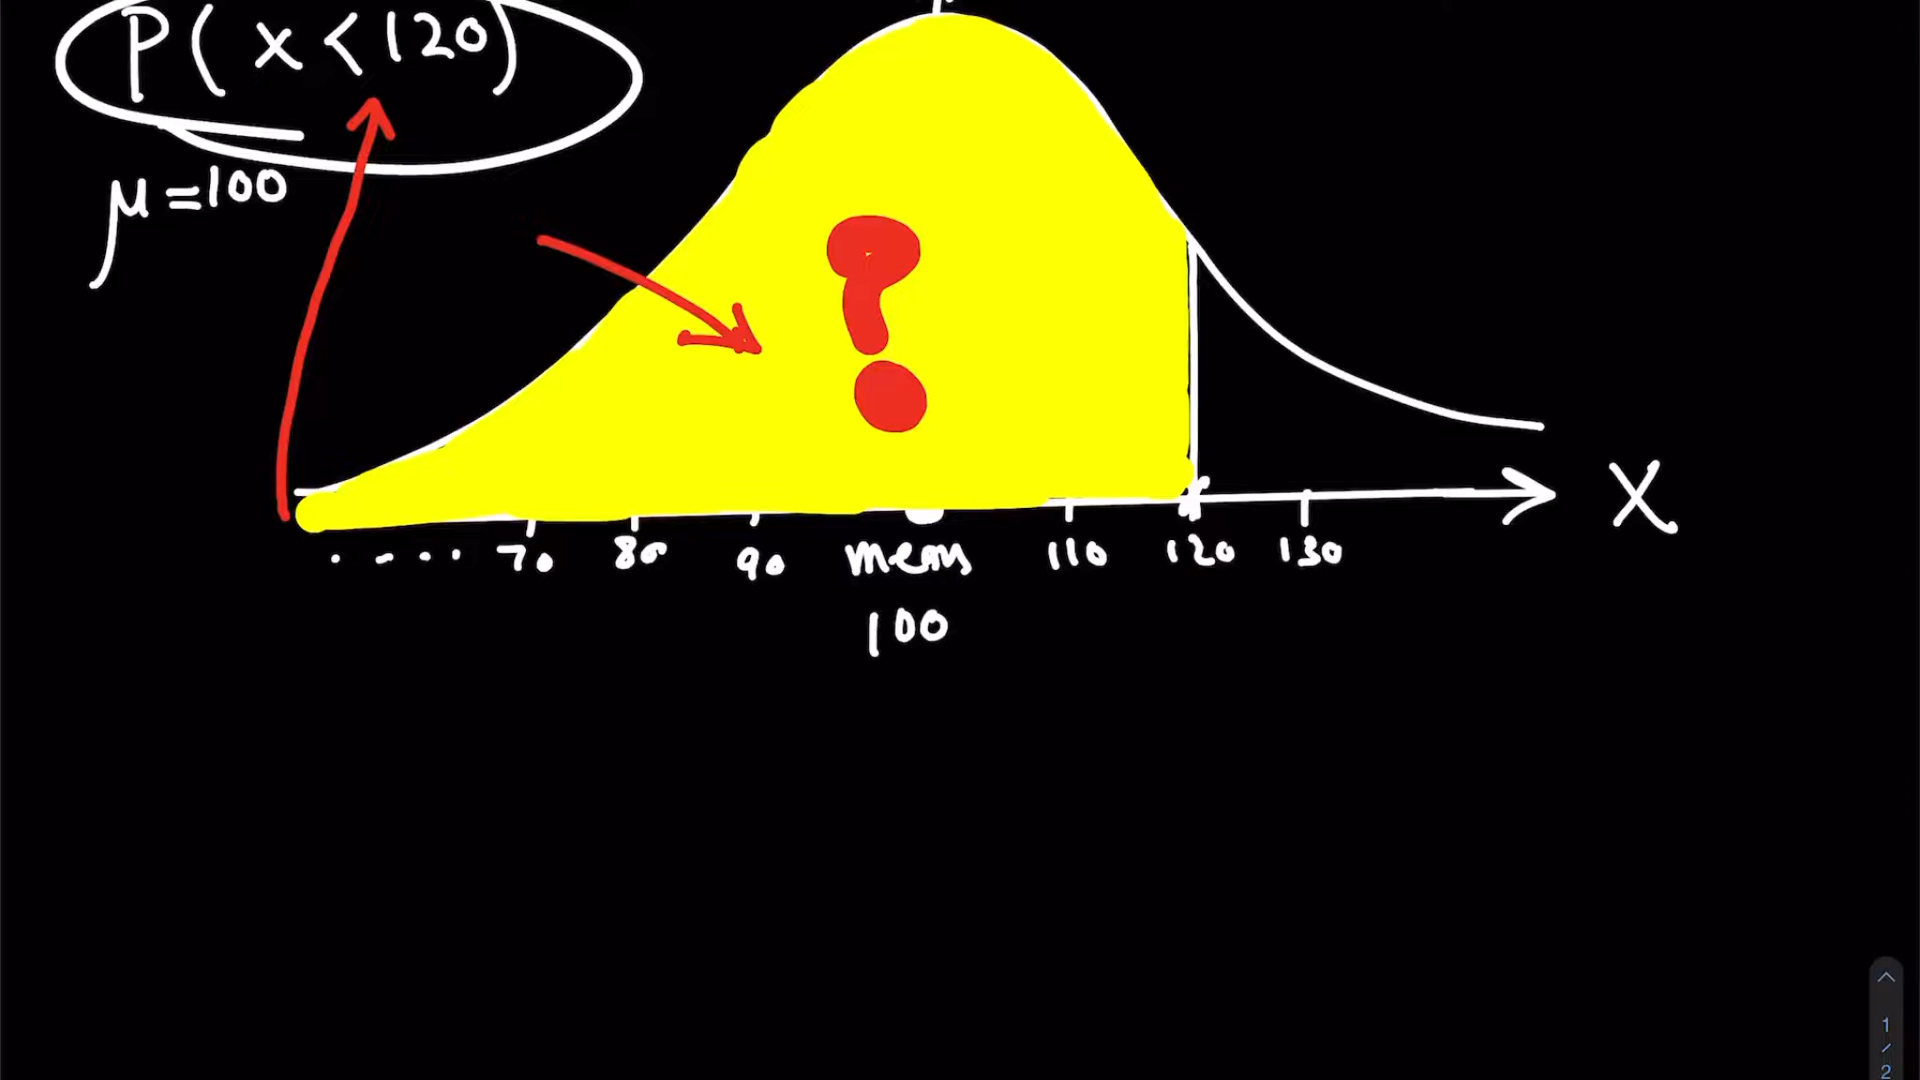 P(x<120)
μ=100
?
X
. . . . . 70 80 90 mean 110 120 130
100
1
/
2